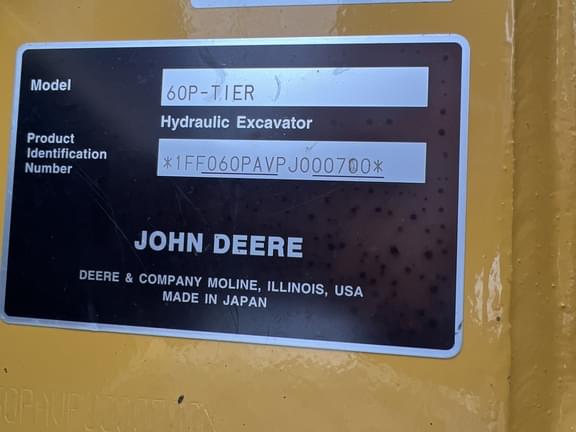 Model
60P-TIER
Hydraulic Excavator
Product
Identification
Number
*1FF060PAVPJ000700*
JOHN DEERE
DEERE & COMPANY MOLINE, ILLINOIS, USA
MADE IN JAPAN